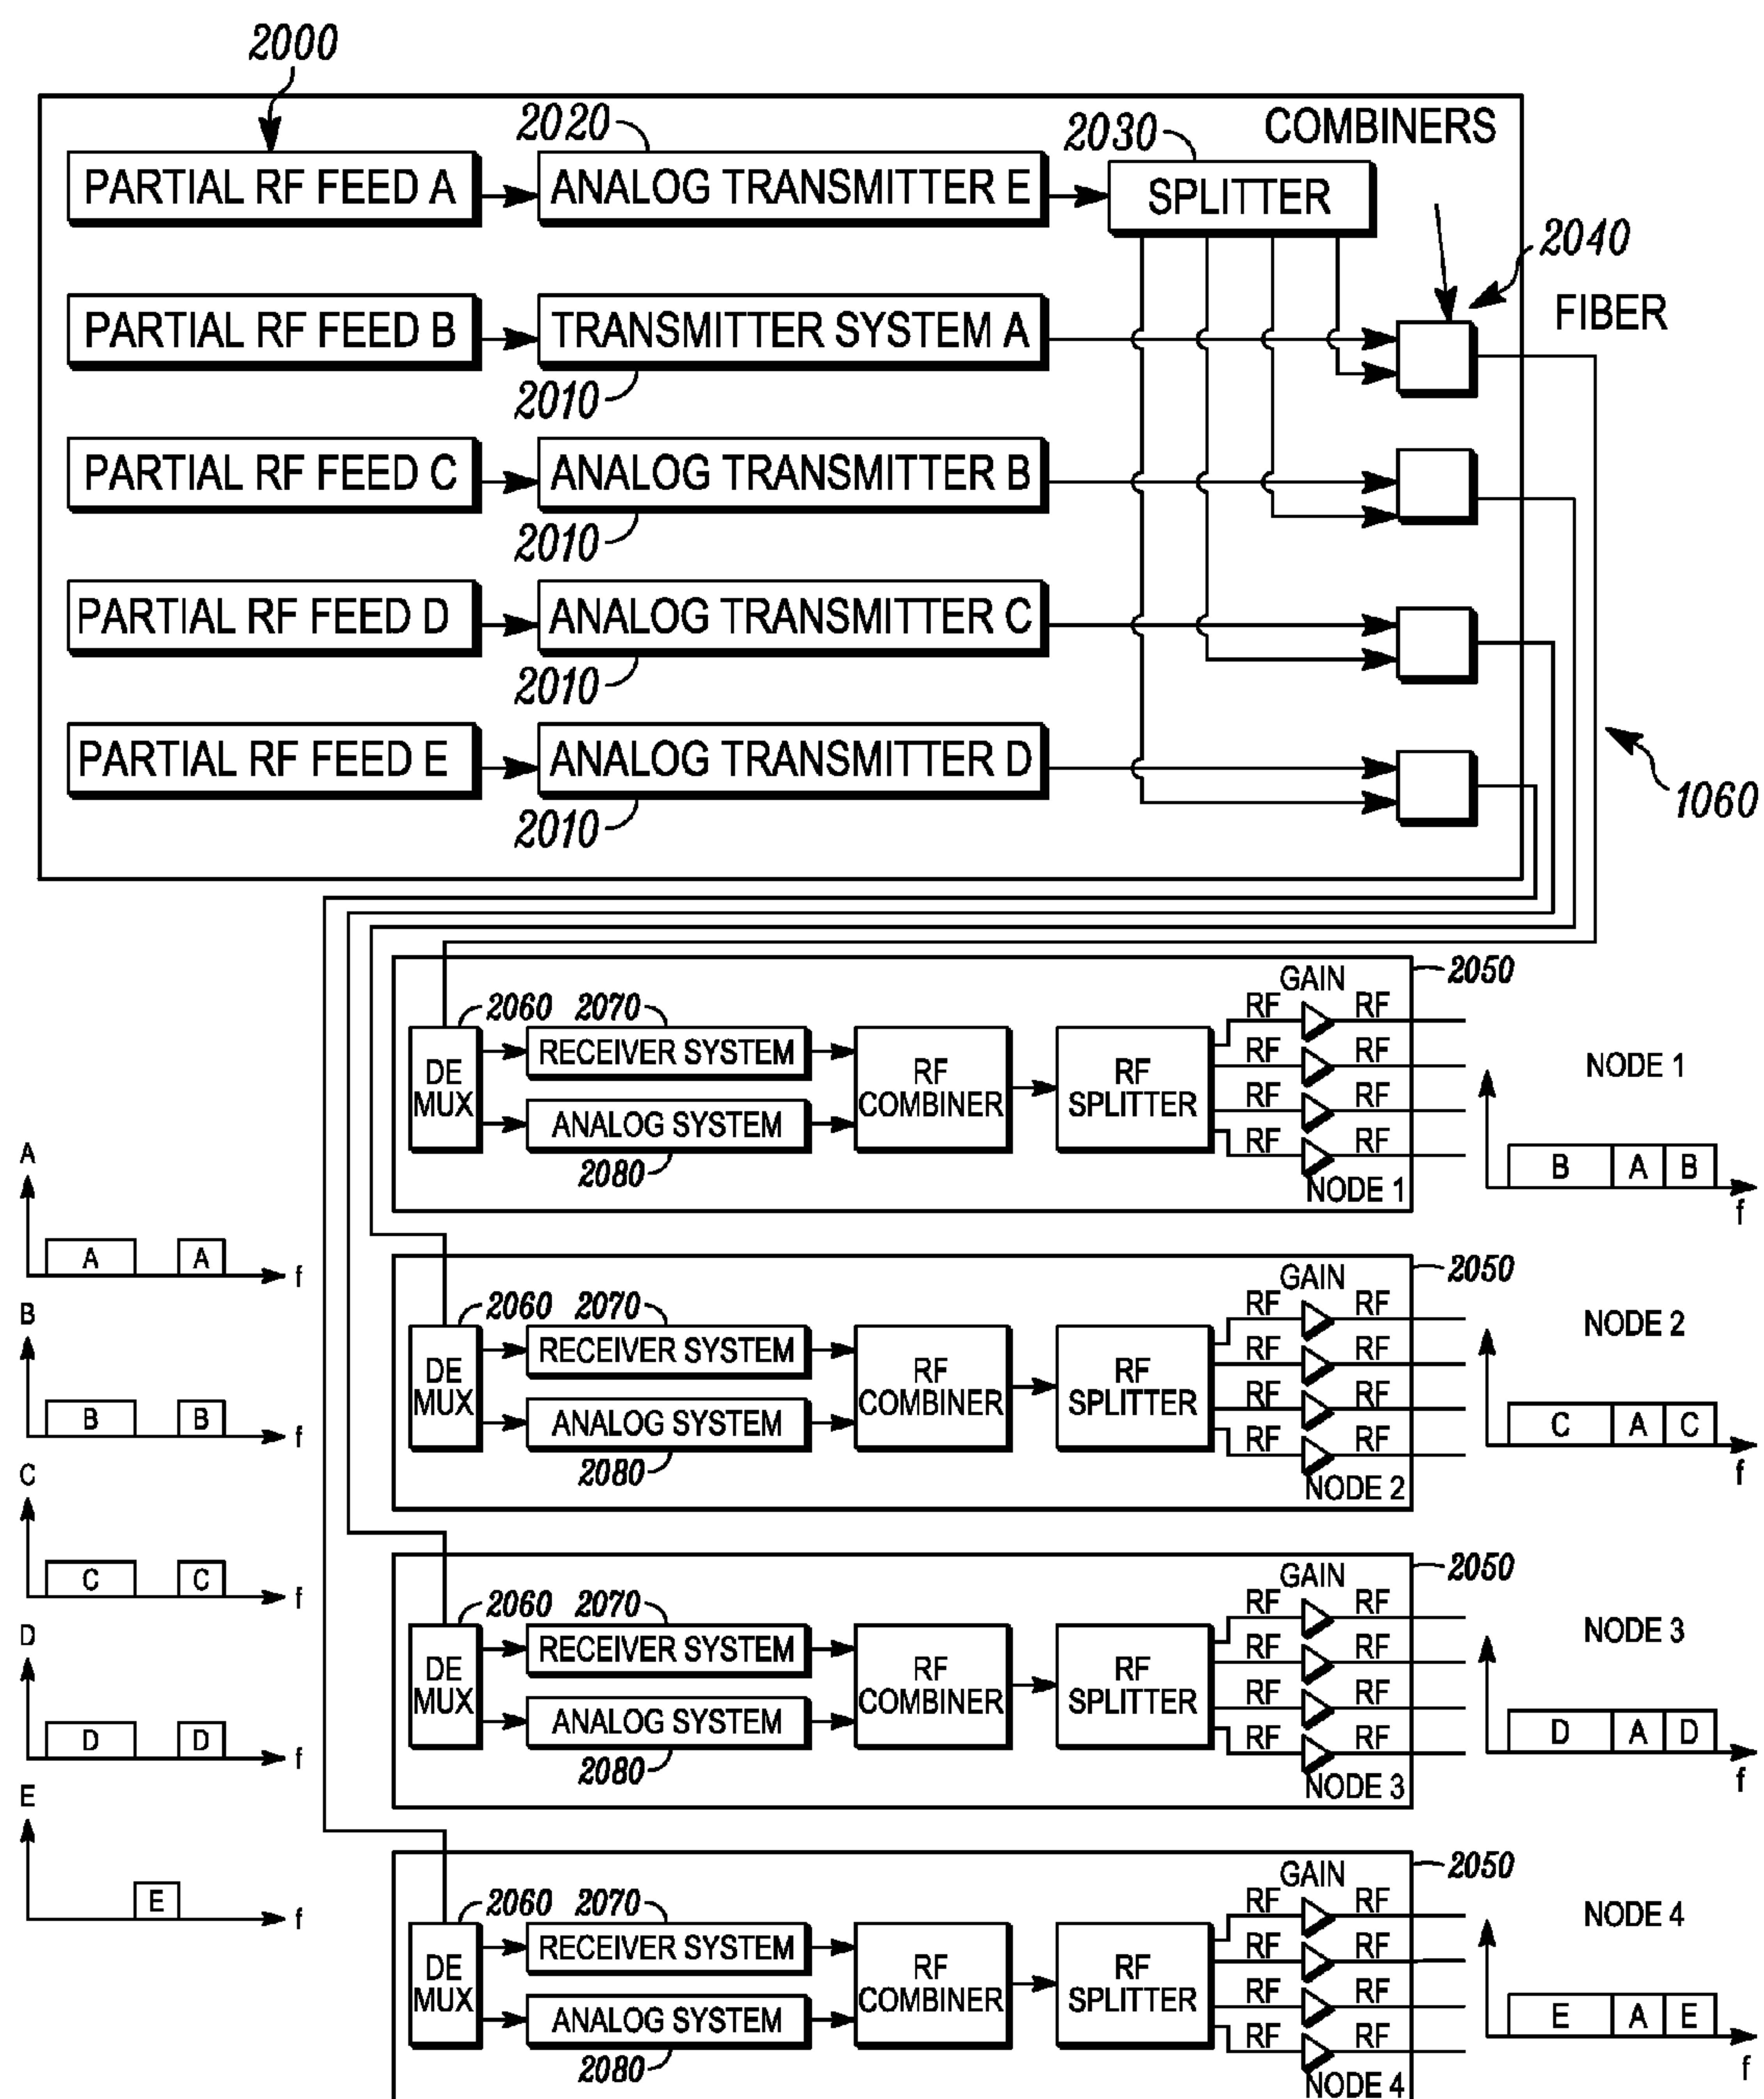 2000
2020
2030
COMBINERS
PARTIAL RF FEED A
ANALOG TRANSMITTER E
SPLITTER
2040
FIBER
PARTIAL RF FEED B
TRANSMITTER SYSTEM A
2010
PARTIAL RF FEED C
ANALOG TRANSMITTER B
2010
PARTIAL RF FEED D
ANALOG TRANSMITTER C
2010
PARTIAL RF FEED E
ANALOG TRANSMITTER D
2010
1060
2050
GAIN
2060
2070
RF
RF
DE
MUX
RECEIVER SYSTEM
ANALOG SYSTEM
2080
RF
COMBINER
RF
SPLITTER
RF
RF
RF
RF
RF
RF
NODE 1
NODE 1
B
A
B
f
2050
GAIN
2060
2070
RF
RF
DE
MUX
RECEIVER SYSTEM
ANALOG SYSTEM
2080
RF
COMBINER
RF
SPLITTER
RF
RF
RF
RF
RF
RF
NODE 2
NODE 2
C
A
C
f
2050
GAIN
2060
2070
RF
RF
DE
MUX
RECEIVER SYSTEM
ANALOG SYSTEM
2080
RF
COMBINER
RF
SPLITTER
RF
RF
RF
RF
RF
RF
NODE 3
NODE 3
D
A
D
f
2050
GAIN
2060
2070
RF
RF
DE
MUX
RECEIVER SYSTEM
ANALOG SYSTEM
2080
RF
COMBINER
RF
SPLITTER
RF
RF
RF
RF
RF
RF
NODE 4
NODE 4
E
A
E
f
A
A
A
f
B
B
B
f
C
C
C
f
D
D
D
f
E
E
f